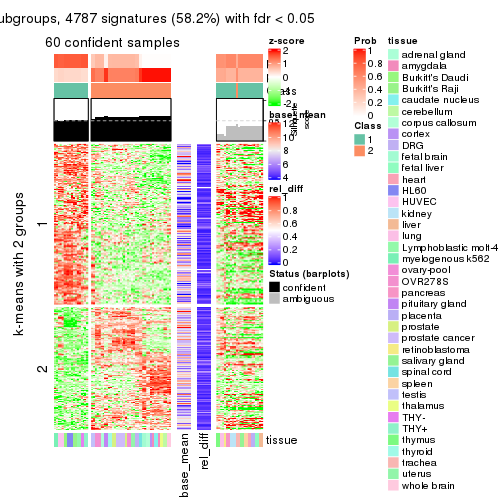 ubgroups, 4787 signatures (58.2%) with fdr < 0.05
60 confident samples
k-means with 2 groups
1
2
base_mean
rel_diff
tissue
z-score
2
1
0
-1
-2
base_mean
12
10
8
6
4
rel_diff
1
0.8
0.6
0.4
0.2
0
Status (barplots)
confident
ambiguous
Silhouette
score
Prob
1
0.8
0.6
0.4
0.2
0
Class
1
2
tissue
adrenal gland
amygdala
Burkitt's Daudi
Burkitt's Raji
caudate nucleus
cerebellum
corpus callosum
cortex
DRG
fetal brain
fetal liver
heart
HL60
HUVEC
kidney
liver
lung
Lymphoblastic molt-4
myelogenous k562
ovary-pool
OVR278S
pancreas
pituitary gland
placenta
prostate
prostate cancer
retinoblastoma
salivary gland
spinal cord
spleen
testis
thalamus
THY-
THY+
thymus
thyroid
trachea
uterus
whole brain